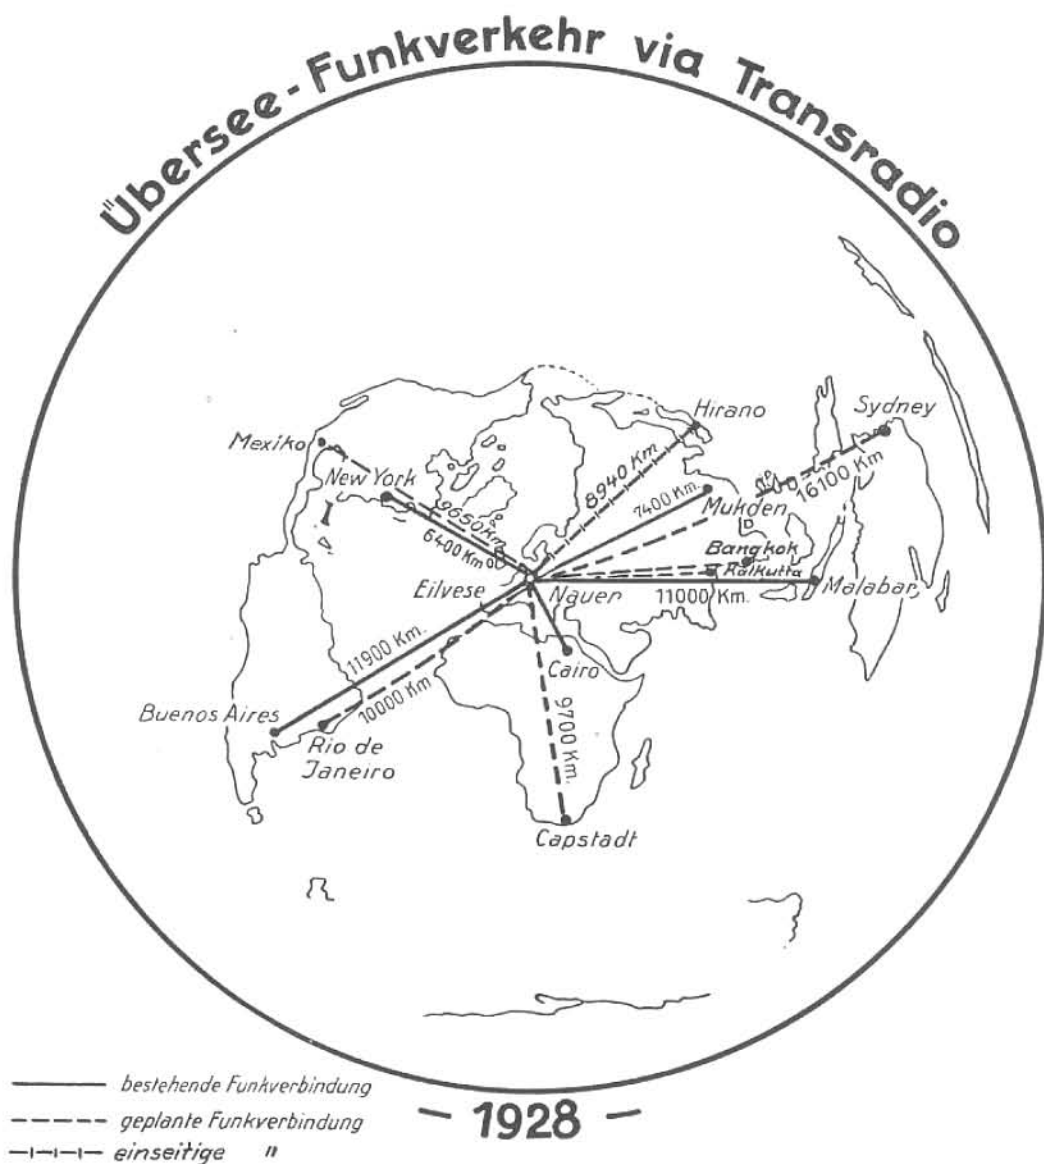 Übersee-Funkverkehr via Transradio
Hirano
Sydney
Mexiko
New York
8940 Km
16100 Km
7400 Km.
Mukden
9650 Km
6400 Km
Bangkok
Kalkutta
Eilvese
Nauen
11000 Km.
Malabar
11900 Km.
10000 Km
Cairo
Buenos Aires
Rio de
Janeiro
9700 Km.
Capstadt
bestehende Funkverbindung
geplante Funkverbindung
einseitige "
- 1928 -